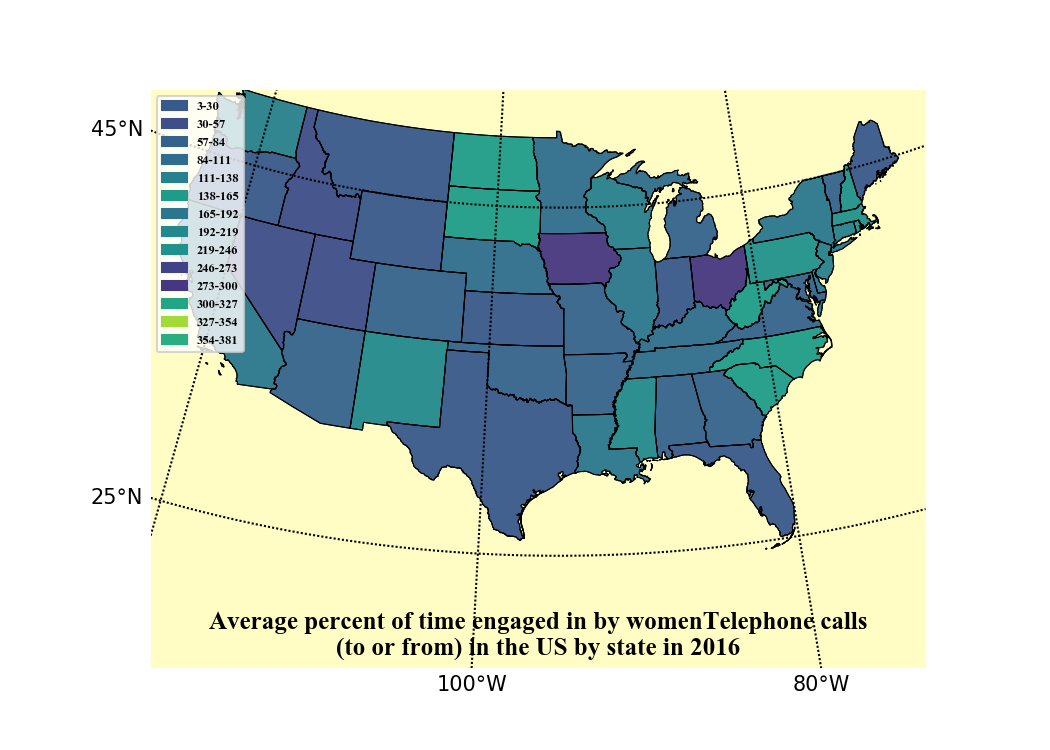 3-30
30-57
57-84
84-111
111-138
138-165
165-192
192-219
219-246
246-273
273-300
300-327
327-354
354-381
45°N
25°N
Average percent of time engaged in by womenTelephone calls
(to or from) in the US by state in 2016
100°W
80°W